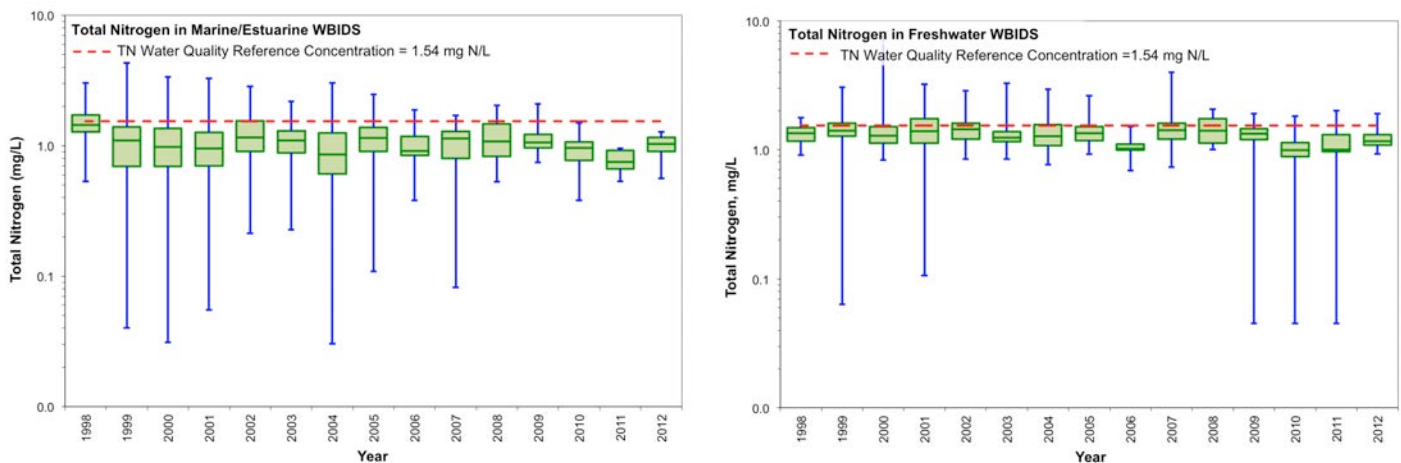 Total Nitrogen in Marine/Estuarine WBIDS
TN Water Quality Reference Concentration = 1.54 mg N/L
10.0
1.0
0.1
0.0
Total Nitrogen (mg/L)
1998 1999 2000 2001 2002 2003 2004 2005 2006 2007 2008 2009 2010 2011 2012
Year
Total Nitrogen in Freshwater WBIDS
TN Water Quality Reference Concentration =1.54 mg N/L
10.0
1.0
0.1
0.0
Total Nitrogen, mg/L
1998 1999 2000 2001 2002 2003 2004 2005 2006 2007 2008 2009 2010 2011 2012
Year